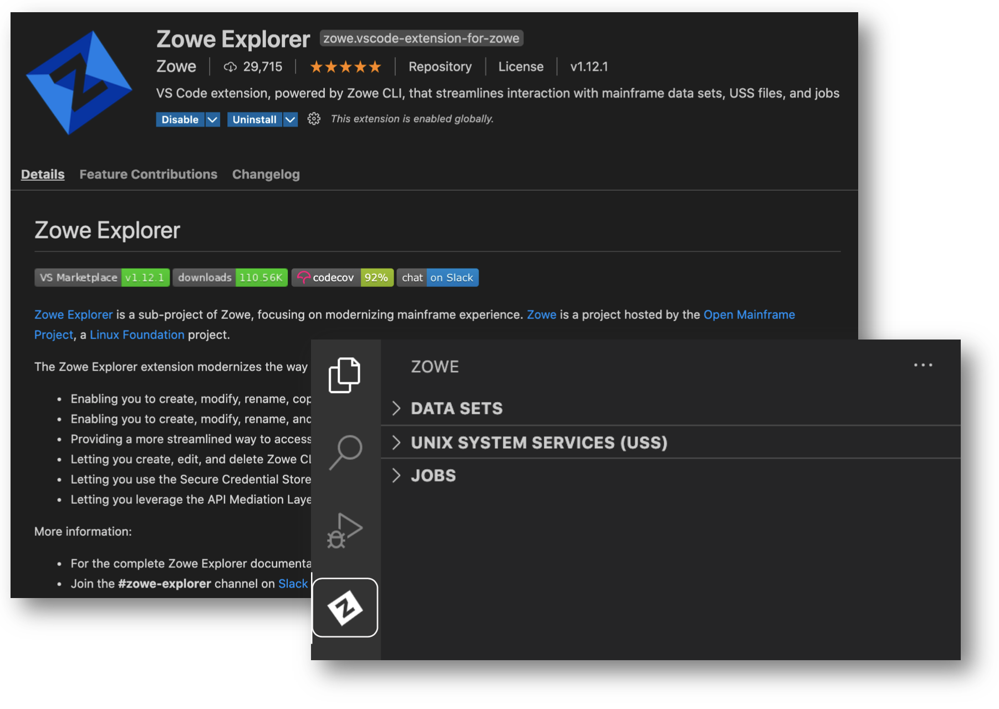 Zowe Explorer zowe.vscode-extension-for-zowe
Zowe 29,715 Repository License v1.12.1
VS Code extension, powered by Zowe CLI, that streamlines interaction with mainframe data sets, USS files, and jobs
Disable Uninstall This extension is enabled globally.
Details Feature Contributions Changelog
Zowe Explorer
VS Marketplace v1.12.1 downloads 110.56K codecov 92% chat on Slack
Zowe Explorer is a sub-project of Zowe, focusing on modernizing mainframe experience. Zowe is a project hosted by the Open Mainframe
Project, a Linux Foundation project.
The Zowe Explorer extension modernizes the way
• Enabling you to create, modify, rename, cop
• Enabling you to create, modify, rename, and
• Providing a more streamlined way to access
• Letting you create, edit, and delete Zowe CL
• Letting you use the Secure Credential Store
• Letting you leverage the API Mediation Laye
More information:
• For the complete Zowe Explorer documenta
• Join the #zowe-explorer channel on Slack
ZOWE ...
DATA SETS
UNIX SYSTEM SERVICES (USS)
JOBS